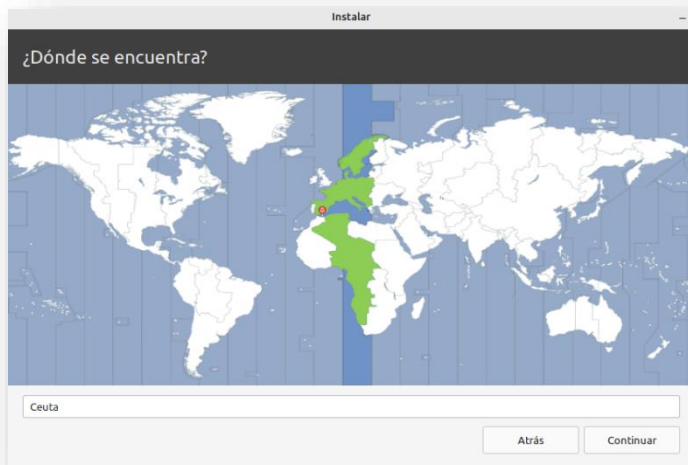 Instalar
¿Dónde se encuentra?
Ceuta
Atrás
Continuar